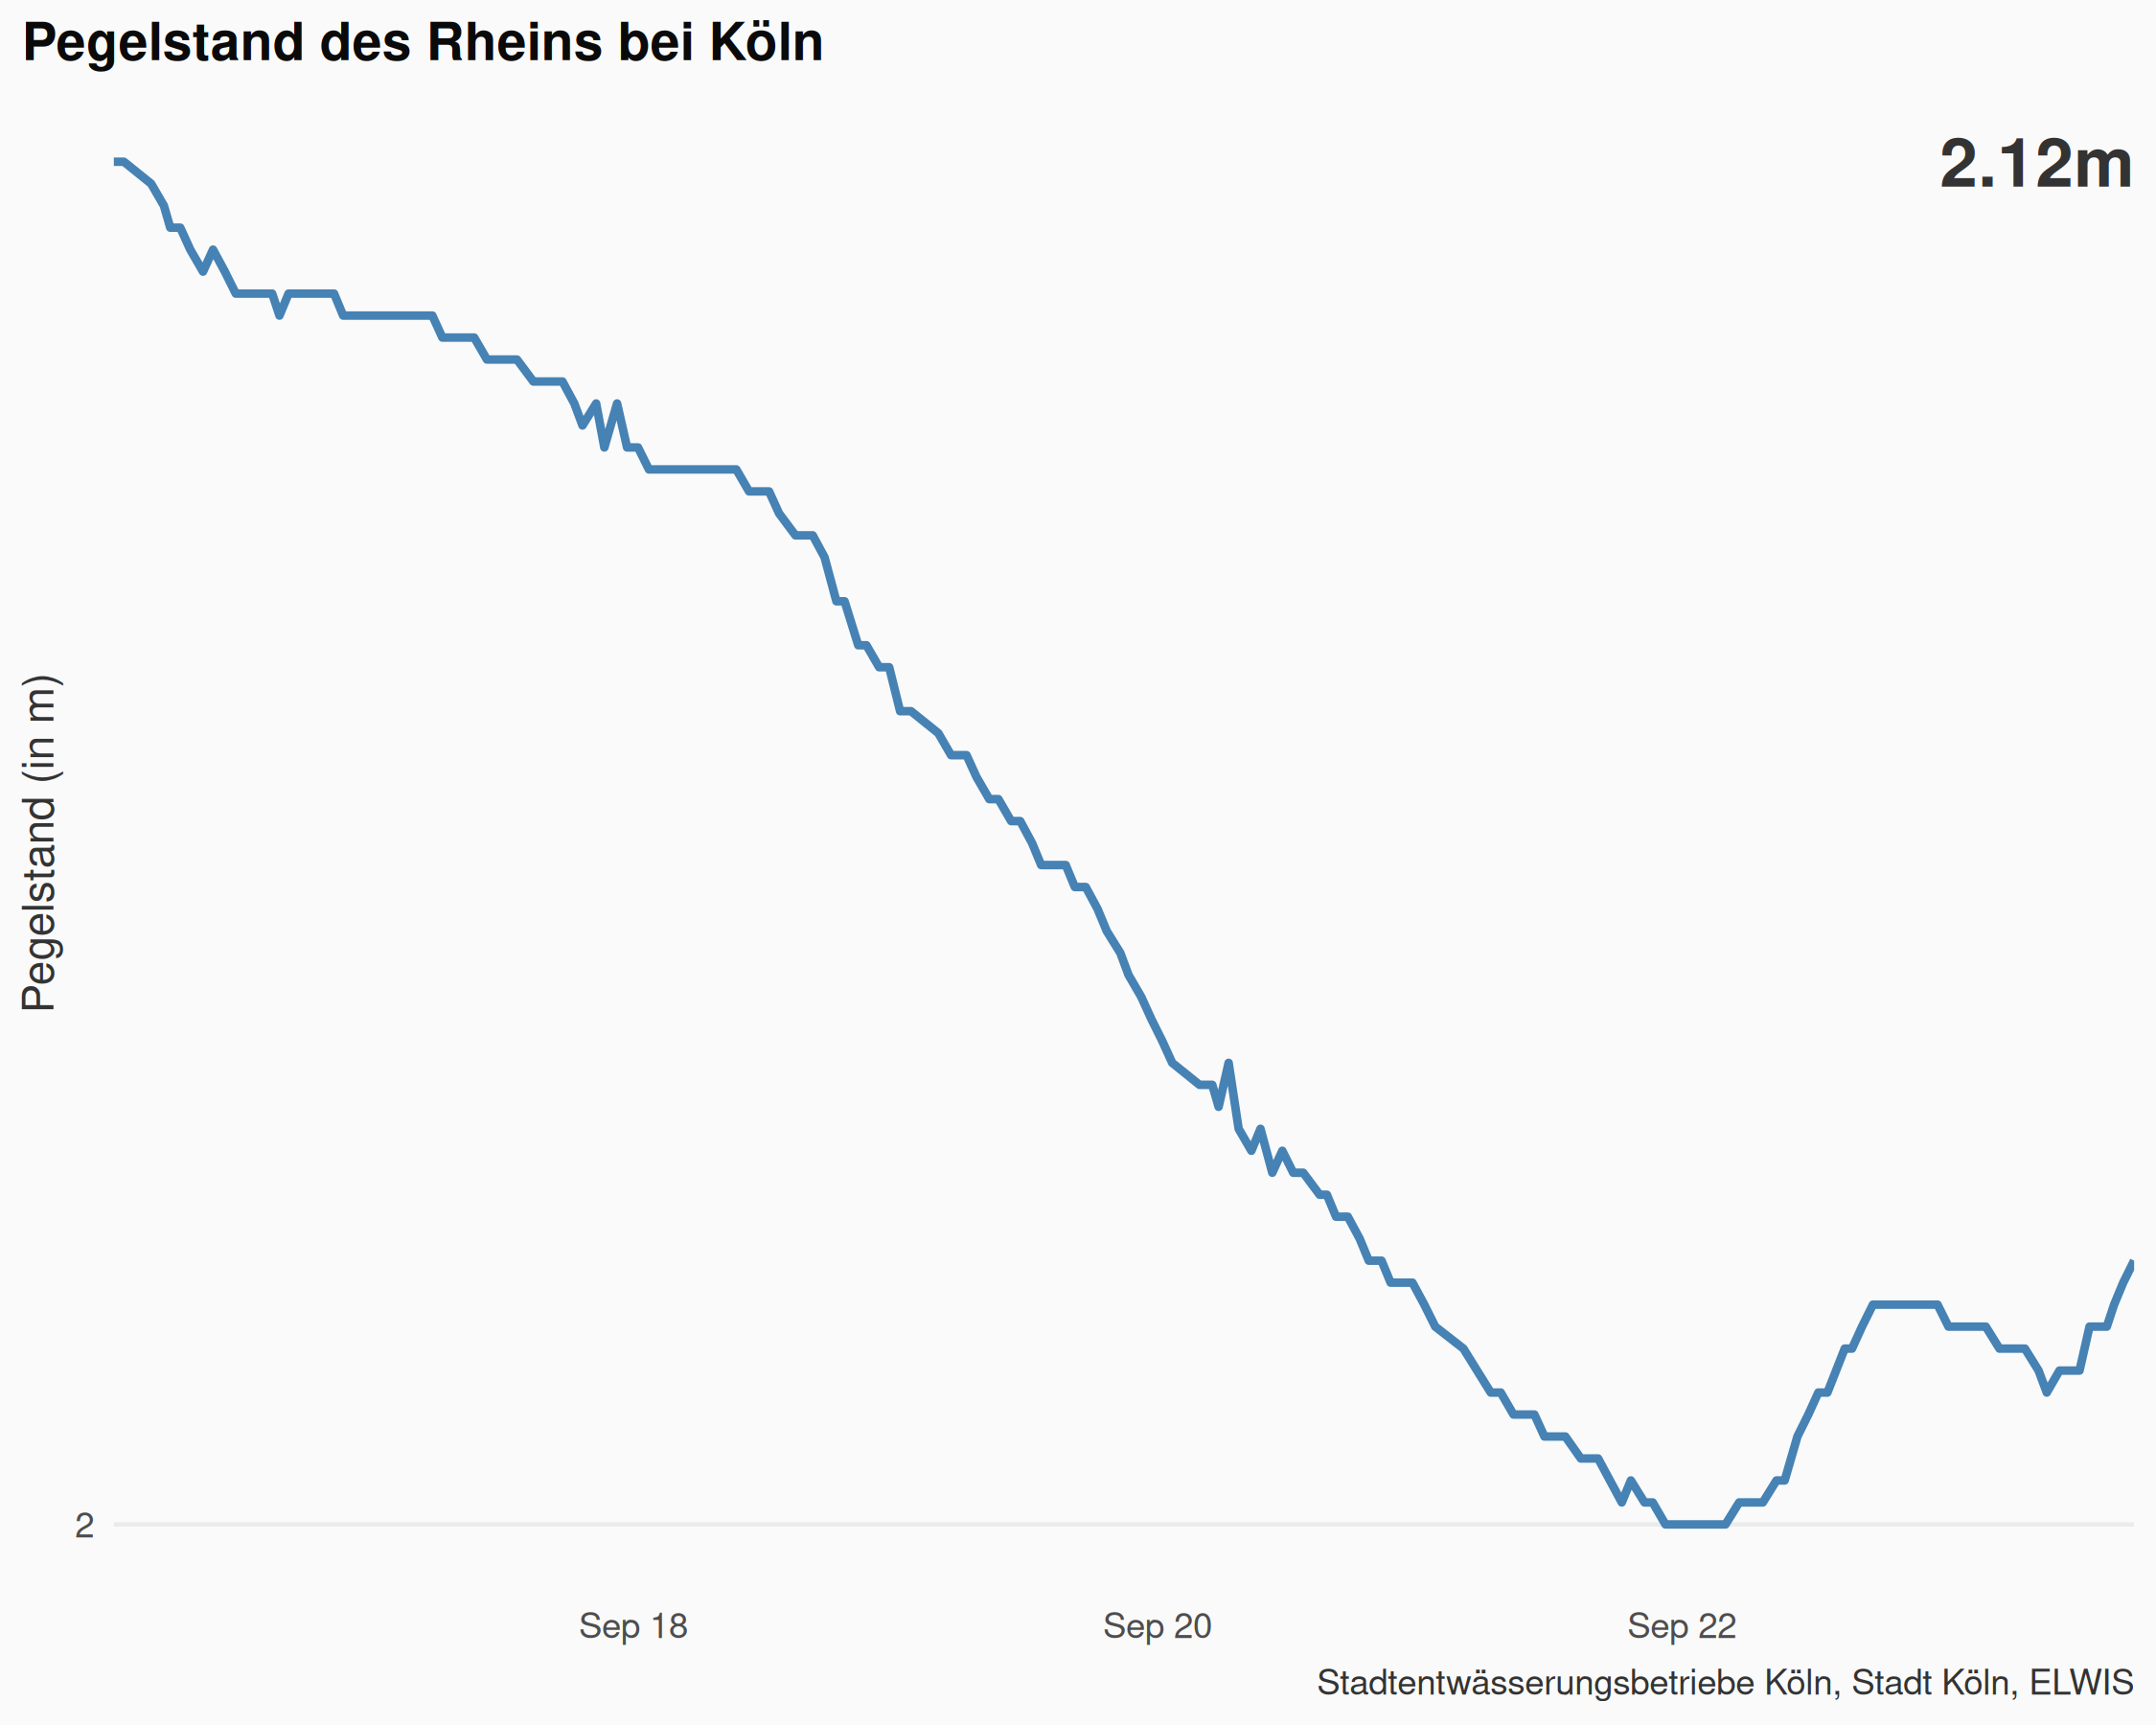 Pegelstand des Rheins bei Köln
2.12m
Pegelstand (in m)
2
Sep 18
Sep 20
Sep 22
Stadtentwässerungsbetriebe Köln, Stadt Köln, ELWIS